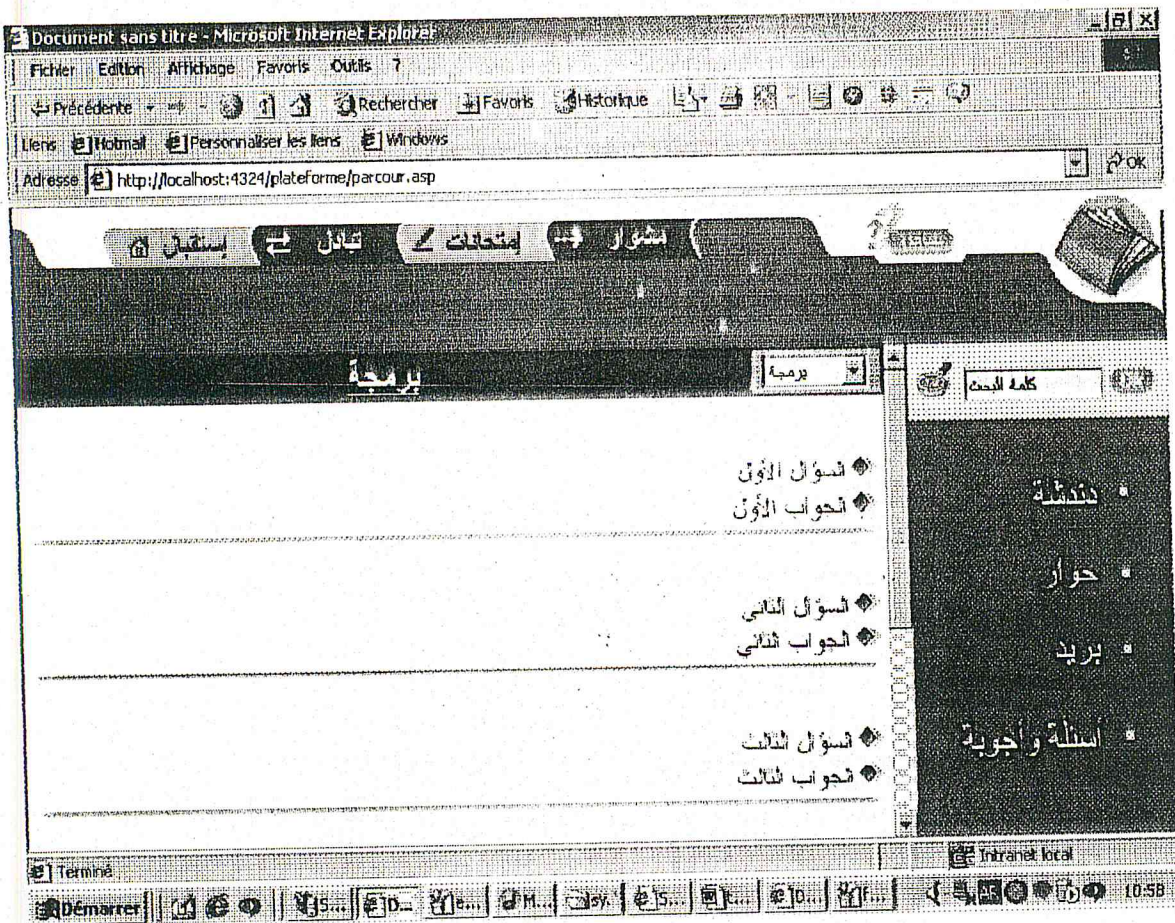 Document sans titre - Microsoft Internet Explorer
Fichier Edition Affichage Favoris Outils ?
Précédente Rechercher Favoris Historique
Liens Hotmail Personnaliser les liens Windows
Adresse http://localhost:4324/plateforme/parcour.asp OK
مشوار إمتحانات تبادل إستقبال
كلمة البحث
برمجة
برمجة
دردشة
حوار
بريد
أسئلة وأجوبة
السؤال الأول
الجواب الأول
السؤال الثاني
الجواب الثاني
السؤال الثالث
الجواب الثالث
Terminé Intranet local
Démarrer S... D... e... M... sy. S... t... D... f... 10:58